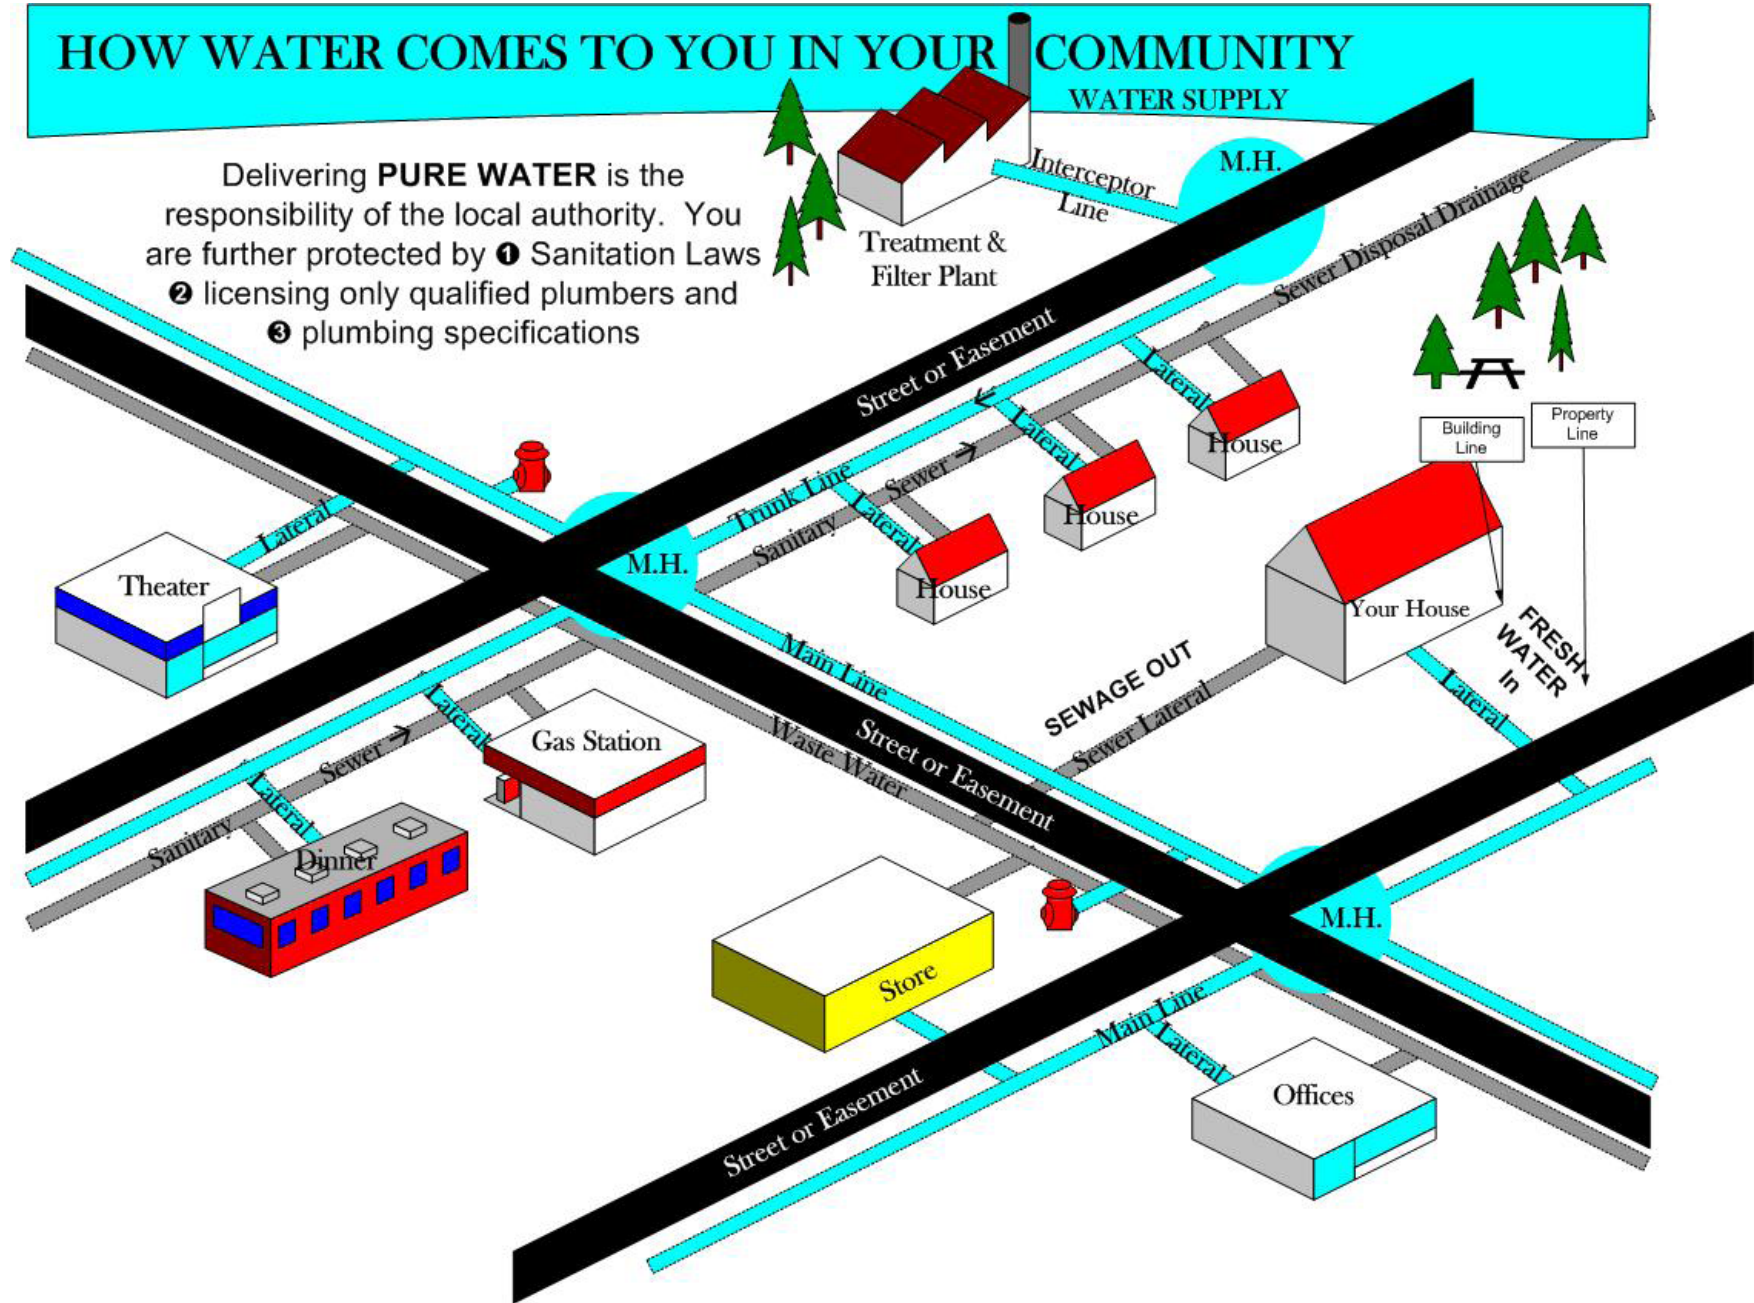 HOW WATER COMES TO YOU IN YOUR COMMUNITY
WATER SUPPLY
Delivering PURE WATER is the
responsibility of the local authority. You
are further protected by ❶ Sanitation Laws
❷ licensing only qualified plumbers and
❸ plumbing specifications
Treatment &
Filter Plant
Interceptor
Line
M.H.
Sewer Disposal Drainage
Street or Easement
Lateral
House
Lateral
House
Lateral
House
Trunk Line
Sanitary
Sewer
Building
Line
Property
Line
Lateral
Theater
M.H.
Your House
FRESH
WATER
In
Lateral
SEWAGE OUT
Sewer Lateral
Main Line
Street or Easement
Waste Water
Lateral
Gas Station
Sewer
Sanitary
Lateral
Dinner
Store
M.H.
Main Line
Lateral
Offices
Street or Easement